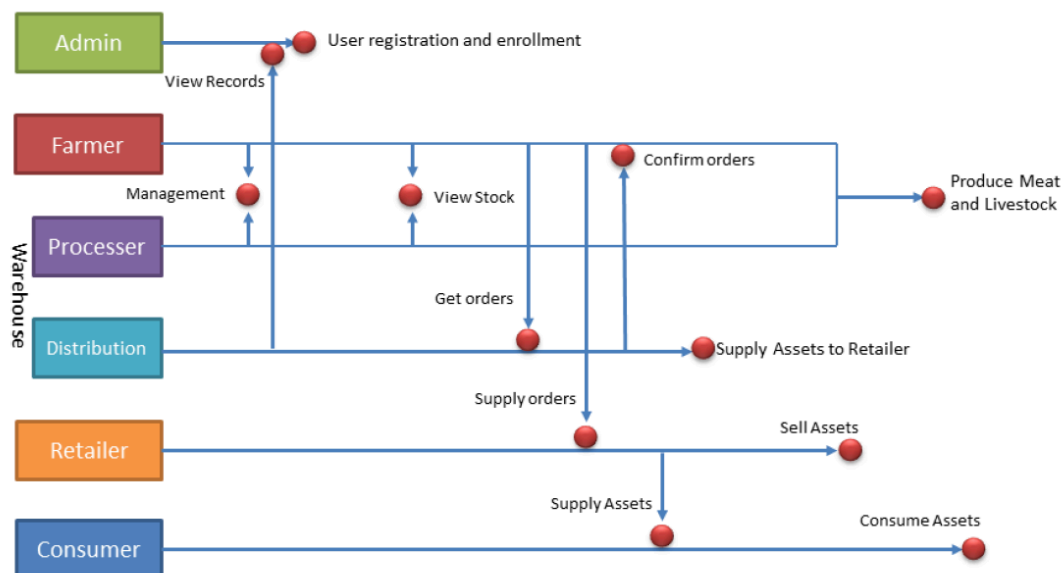 Admin
User registration and enrollment
View Records
Farmer
Confirm orders
Management
View Stock
Produce Meat
and Livestock
Processer
Warehouse
Get orders
Distribution
Supply Assets to Retailer
Supply orders
Retailer
Sell Assets
Supply Assets
Consume Assets
Consumer